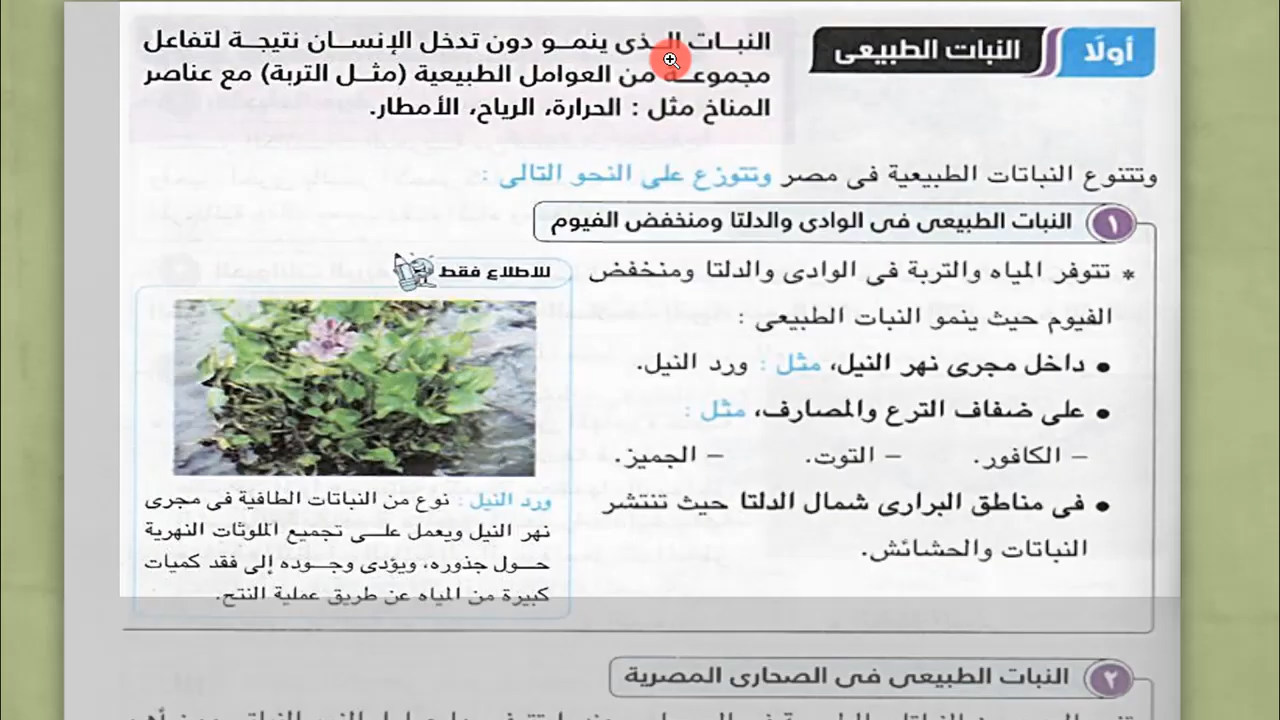 أولًا
النبات الطبيعى
النبات الذى ينمو دون تدخل الإنسان نتيجة لتفاعل
مجموعة من العوامل الطبيعية (مثل التربة) مع عناصر
المناخ مثل : الحرارة، الرياح، الأمطار.
وتتنوع النباتات الطبيعية فى مصر وتتوزع على النحو التالى :
١ النبات الطبيعى فى الوادى والدلتا ومنخفض الفيوم
* تتوفر المياه والتربة فى الوادى والدلتا ومنخفض
الفيوم حيث ينمو النبات الطبيعى :
• داخل مجرى نهر النيل، مثل : ورد النيل.
• على ضفاف الترع والمصارف، مثل :
– الكافور. – التوت. – الجميز.
• فى مناطق البرارى شمال الدلتا حيث تنتشر
النباتات والحشائش.
للاطلاع فقط
ورد النيل : نوع من النباتات الطافية فى مجرى
نهر النيل ويعمل على تجميع الملوثات النهرية
حول جذوره، ويؤدى وجوده إلى فقد كميات
كبيرة من المياه عن طريق عملية النتح.
٢ النبات الطبيعى فى الصحارى المصرية